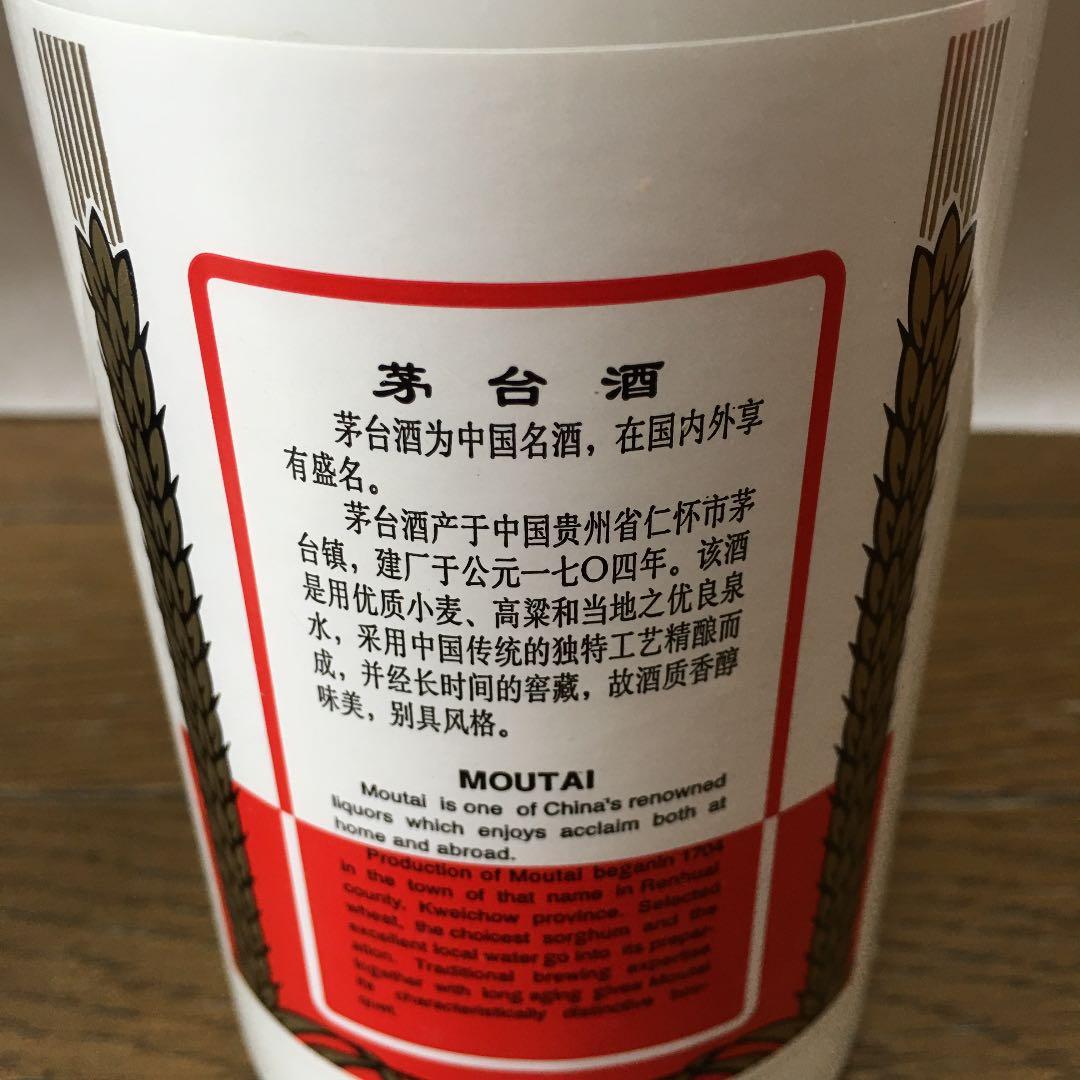 茅台酒
茅台酒为中国名酒，在国内外享
有盛名。
茅台酒产于中国贵州省仁怀市茅
台镇，建厂于公元一七〇四年。该酒
是用优质小麦、高粱和当地之优良泉
水，采用中国传统的独特工艺精酿而
成，并经长时间的窖藏，故酒质香醇
味美，别具风格。
MOUTAI
Moutai is one of China's renowned
liquors which enjoys acclaim both at
home and abroad.
Production of Moutai beganin 1704
in the town of that name in Renhuai
county, Kweichow province. Selected
wheat, the choicest sorghum and the
excellent local water go into its prepar-
ation. Traditional brewing expertise
together with long aging gives Moutai
its characteristically distinctive bou-
quet.